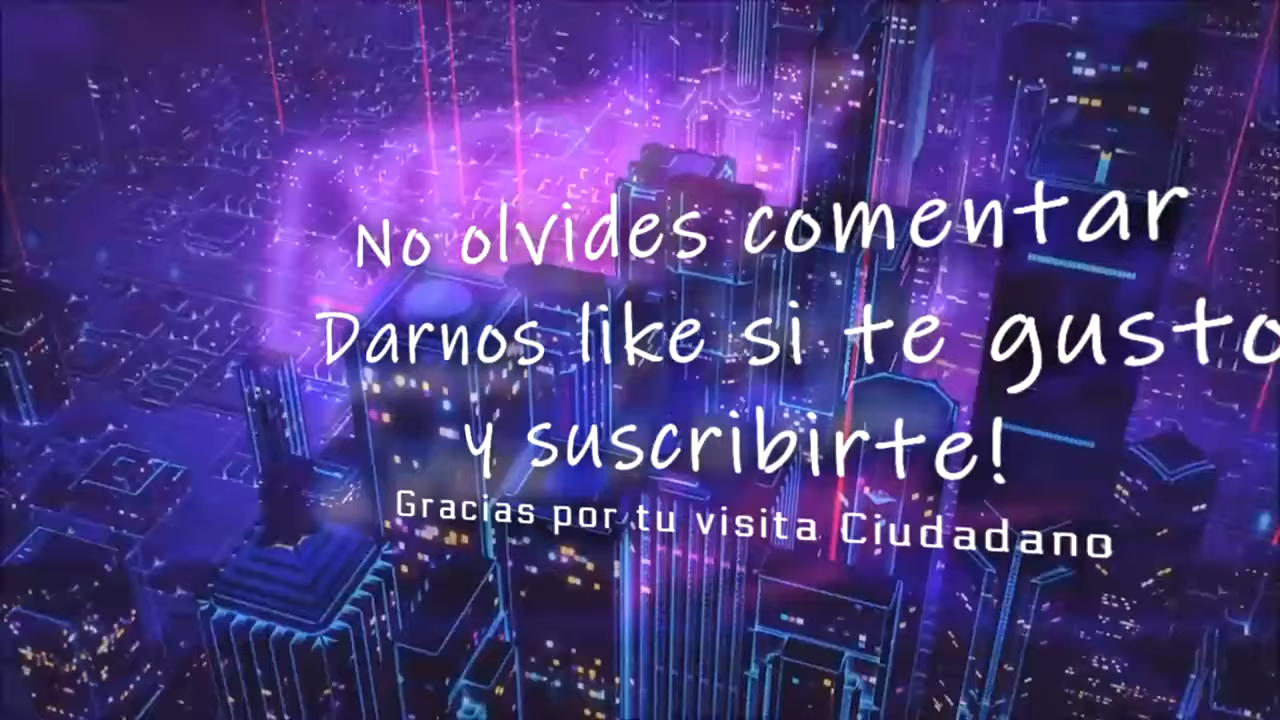 No olvides comentar
Darnos like si te gusto
y suscribirte!
Gracias por tu visita Ciudadano